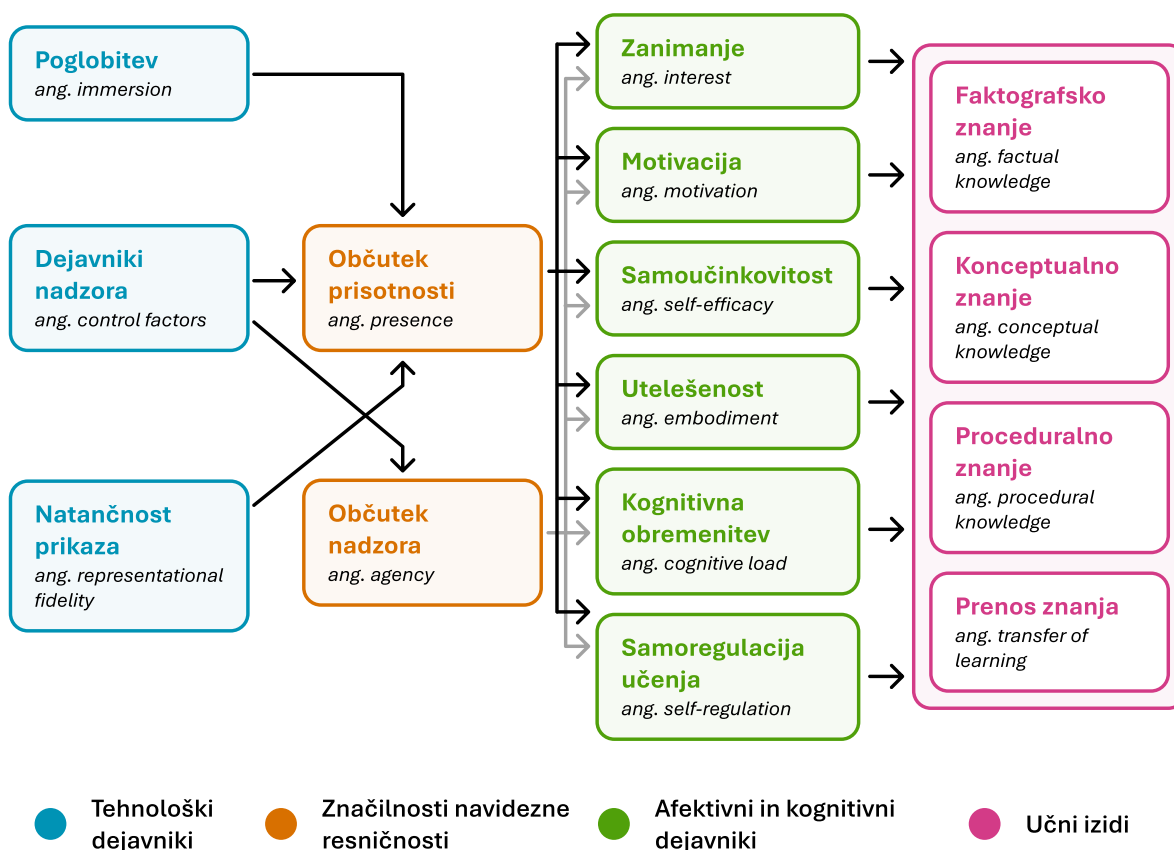 Poglobitev
ang. immersion
Dejavniki
nadzora
ang. control factors
Natančnost
prikaza
ang. representational
fidelity
Občutek
prisotnosti
ang. presence
Občutek
nadzora
ang. agency
Zanimanje
ang. interest
Motivacija
ang. motivation
Samoučinkovitost
ang. self-efficacy
Utelešenost
ang. embodiment
Kognitivna
obremenitev
ang. cognitive load
Samoregulacija
učenja
ang. self-regulation
Faktografsko
znanje
ang. factual
knowledge
Konceptualno
znanje
ang. conceptual
knowledge
Proceduralno
znanje
ang. procedural
knowledge
Prenos znanja
ang. transfer of
learning
Tehnološki
dejavniki
Značilnosti navidezne
resničnosti
Afektivni in kognitivni
dejavniki
Učni izidi